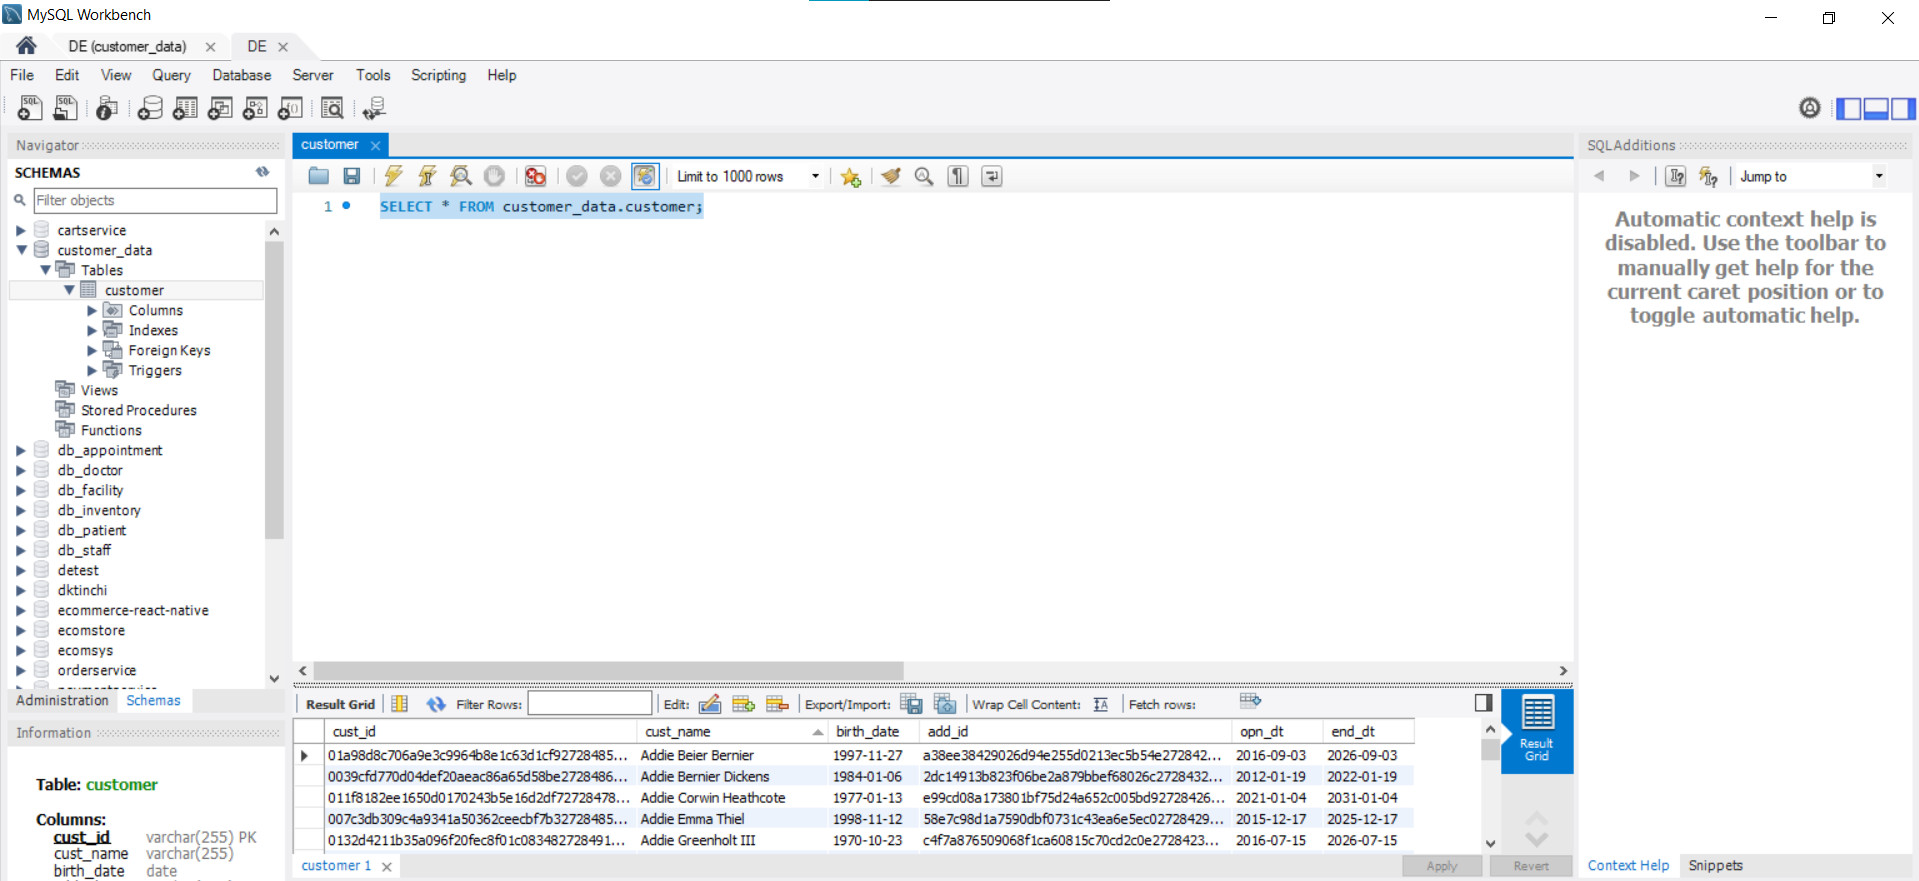 MySQL Workbench
DE (customer_data)
DE
File Edit View Query Database Server Tools Scripting Help
Navigator
SCHEMAS
Filter objects
cartservice
customer_data
Tables
customer
Columns
Indexes
Foreign Keys
Triggers
Views
Stored Procedures
Functions
db_appointment
db_doctor
db_facility
db_inventory
db_patient
db_staff
detest
dktinchi
ecommerce-react-native
ecomstore
ecomsys
orderservice
Administration Schemas
Information
Table: customer
Columns:
cust_id varchar(255) PK
cust_name varchar(255)
birth_date date
customer
Limit to 1000 rows
1 SELECT * FROM customer_data.customer;
Result Grid Filter Rows: Edit: Export/Import: Wrap Cell Content: Fetch rows:
cust_id cust_name birth_date add_id opn_dt end_dt
01a98d8c706a9e3c9964b8e1c63d1cf92728485... Addie Beier Bernier 1997-11-27 a38ee38429026d94e255d0213ec5b54e272842... 2016-09-03 2026-09-03
0039cfd770d04def20aeac86a65d58be2728486... Addie Bernier Dickens 1984-01-06 2dc14913b823f06be2a879bbef68026c2728432... 2012-01-19 2022-01-19
011f8182ee1650d0170243b5e16d2df72728478... Addie Corwin Heathcote 1977-01-13 e99cd08a173801bf75d24a652c005bd92728426... 2021-01-04 2031-01-04
007c3db309c4a9341a50362ceecbf7b32728485... Addie Emma Thiel 1998-11-12 58e7c98d1a7590dbf0731c43ea6e5ec02728429... 2015-12-17 2025-12-17
0132d4211b35a096f20fec8f01c083482728491... Addie Greenholt III 1970-10-23 c4f7a876509068f1ca60815c70cd2c0e2728423... 2016-07-15 2026-07-15
Result
Grid
customer 1
Apply Revert
SQLAdditions
Jump to
Automatic context help is
disabled. Use the toolbar to
manually get help for the
current caret position or to
toggle automatic help.
Context Help Snippets